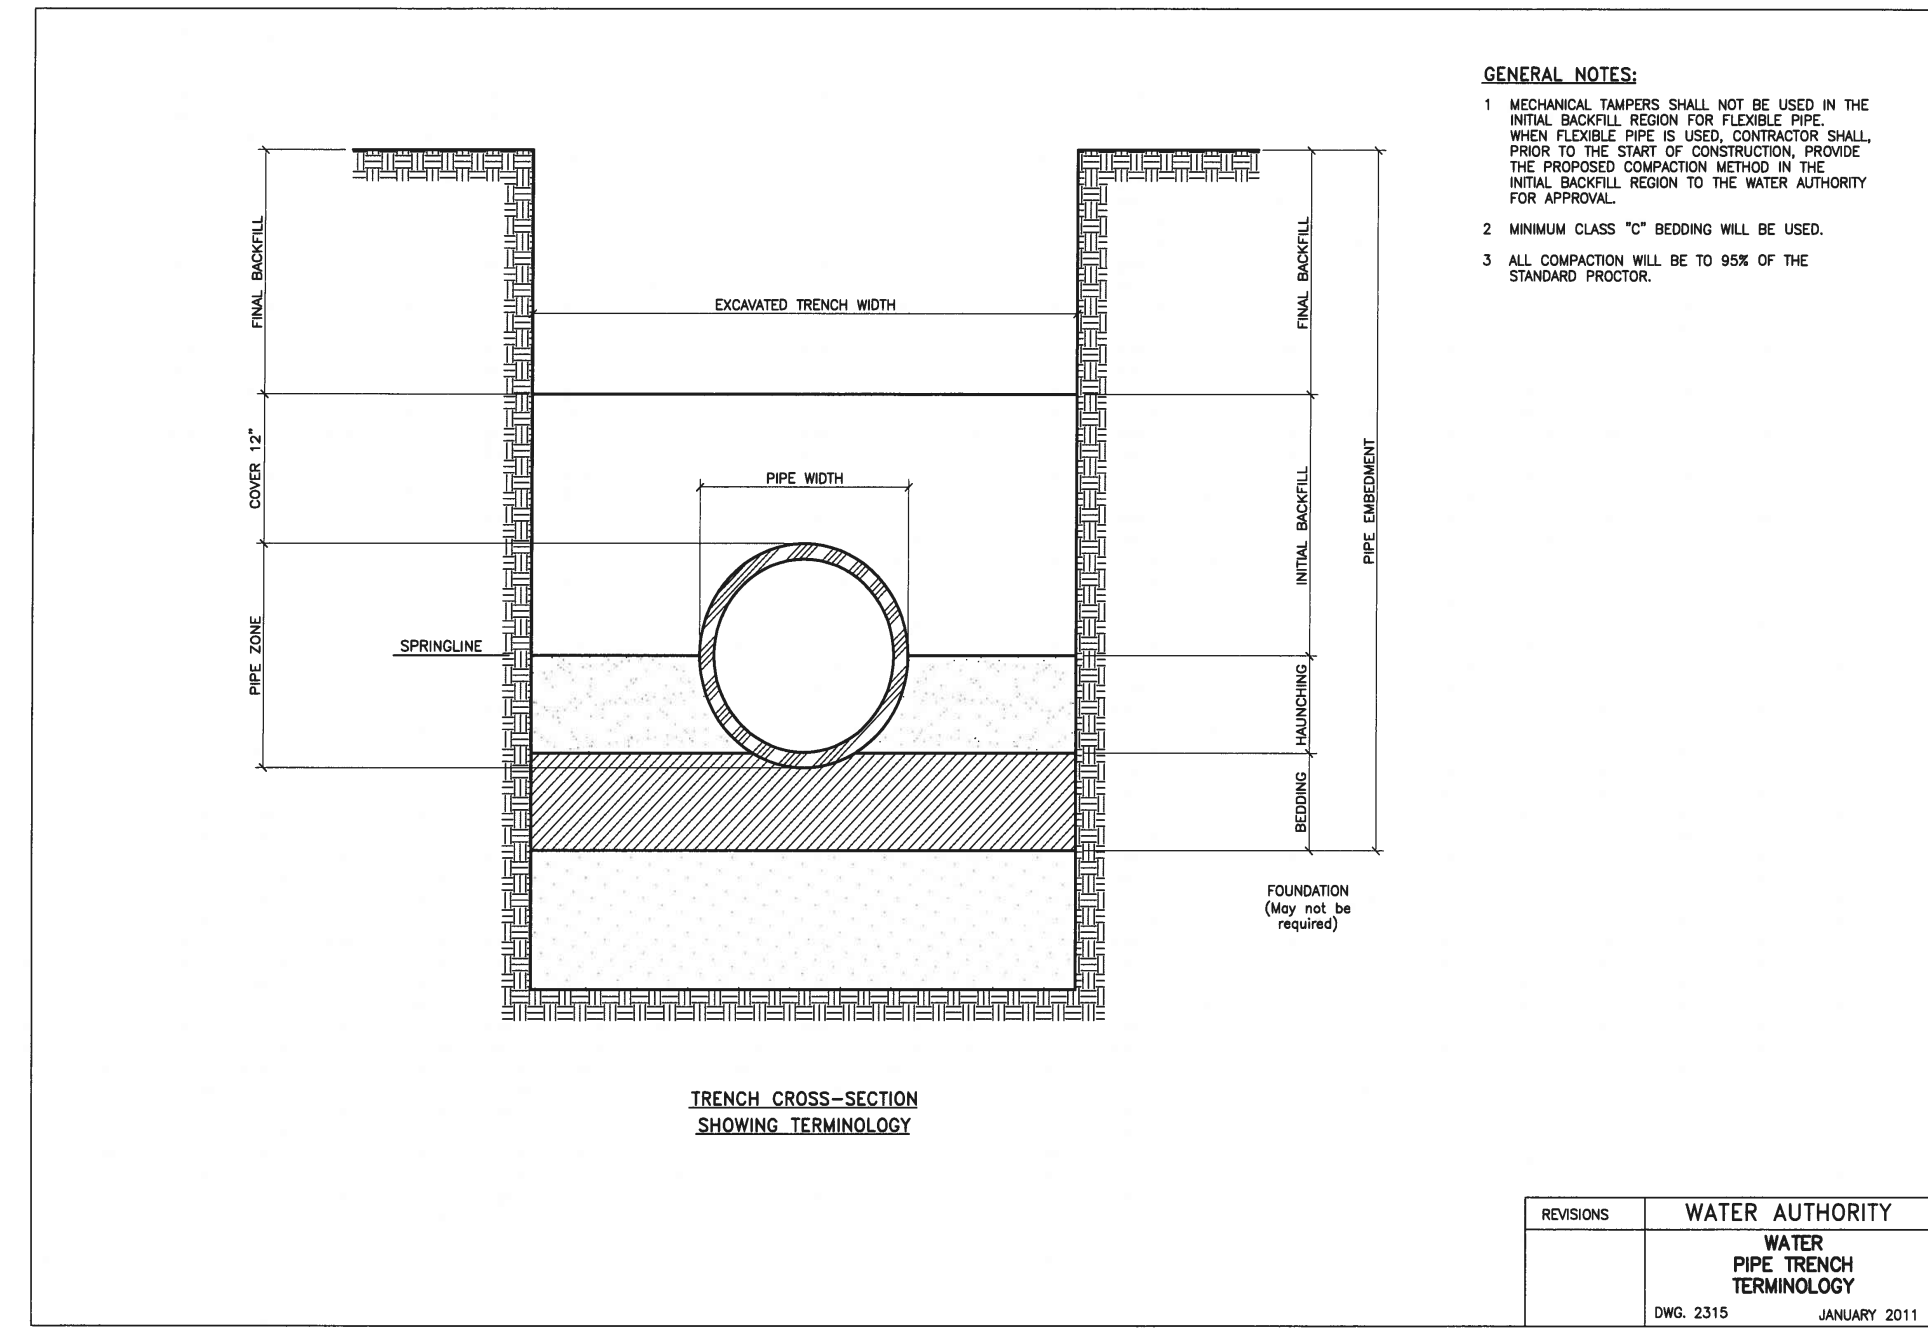 GENERAL NOTES:
1 MECHANICAL TAMPERS SHALL NOT BE USED IN THE
INITIAL BACKFILL REGION FOR FLEXIBLE PIPE.
WHEN FLEXIBLE PIPE IS USED, CONTRACTOR SHALL,
PRIOR TO THE START OF CONSTRUCTION, PROVIDE
THE PROPOSED COMPACTION METHOD IN THE
INITIAL BACKFILL REGION TO THE WATER AUTHORITY
FOR APPROVAL.
2 MINIMUM CLASS "C" BEDDING WILL BE USED.
3 ALL COMPACTION WILL BE TO 95% OF THE
STANDARD PROCTOR.
FINAL BACKFILL
COVER 12"
PIPE ZONE
SPRINGLINE
EXCAVATED TRENCH WIDTH
PIPE WIDTH
FINAL BACKFILL
INITIAL BACKFILL
HAUNCHING
BEDDING
PIPE EMBEDMENT
FOUNDATION
(May not be
required)
TRENCH CROSS-SECTION
SHOWING TERMINOLOGY
REVISIONS
WATER AUTHORITY
WATER
PIPE TRENCH
TERMINOLOGY
DWG. 2315 JANUARY 2011